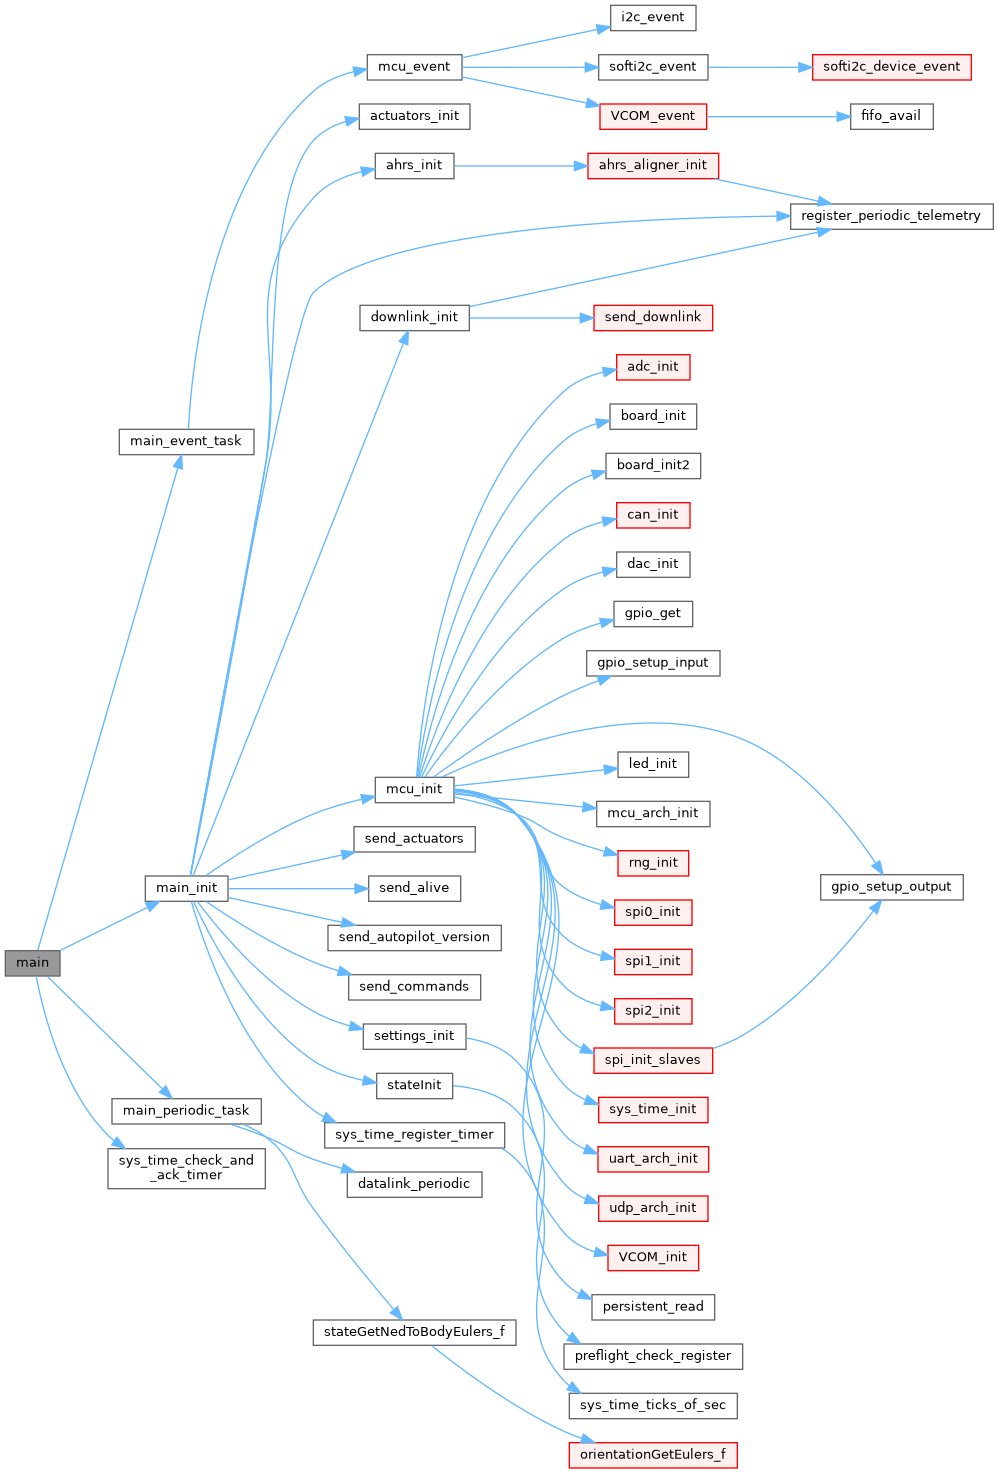 i2c_event
mcu_event
softi2c_event
softi2c_device_event
actuators_init
VCOM_event
fifo_avail
ahrs_init
ahrs_aligner_init
register_periodic_telemetry
downlink_init
send_downlink
adc_init
board_init
main_event_task
board_init2
can_init
dac_init
gpio_get
gpio_setup_input
led_init
mcu_init
mcu_arch_init
send_actuators
rng_init
main_init
send_alive
gpio_setup_output
spi0_init
send_autopilot_version
main
spi1_init
send_commands
spi2_init
settings_init
spi_init_slaves
stateInit
main_periodic_task
sys_time_init
sys_time_register_timer
sys_time_check_and
_ack_timer
uart_arch_init
datalink_periodic
udp_arch_init
VCOM_init
persistent_read
stateGetNedToBodyEulers_f
preflight_check_register
sys_time_ticks_of_sec
orientationGetEulers_f